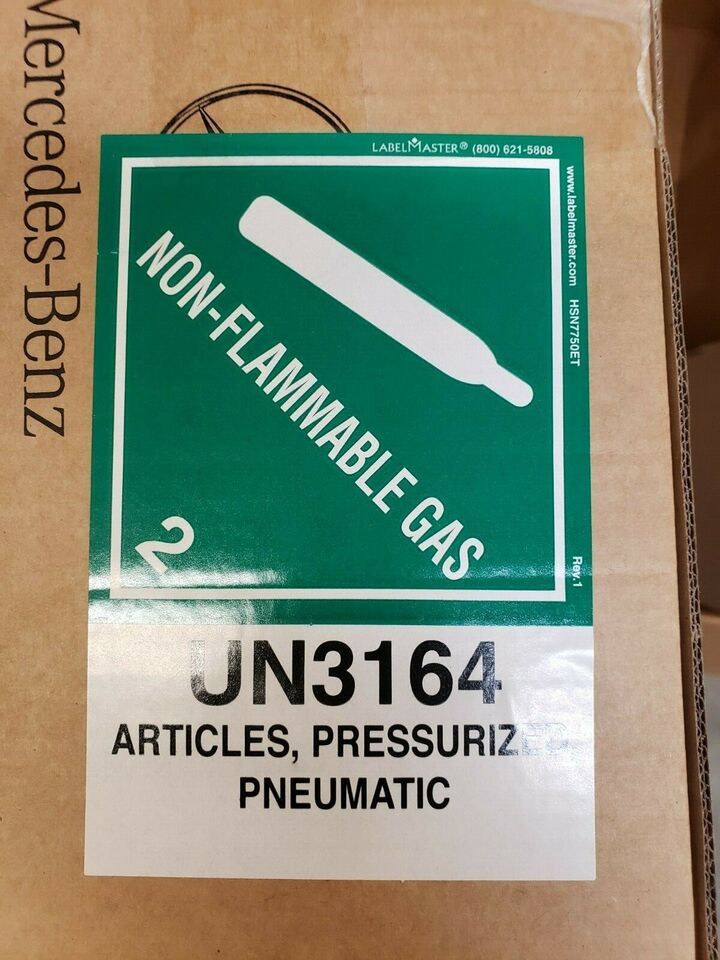 Mercedes-Benz
LABELMASTER® (800) 621-5808
www.labelmaster.com HSN7750ET
NON-FLAMMABLE GAS
2
Rev.1
UN3164
ARTICLES, PRESSURIZED,
PNEUMATIC